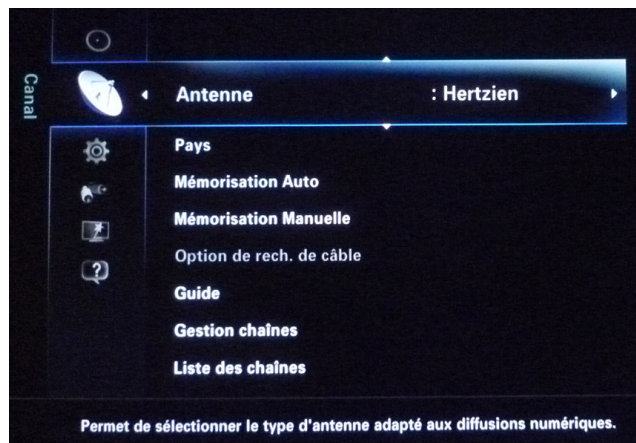 Canal
Antenne : Hertzien
Pays
Mémorisation Auto
Mémorisation Manuelle
Option de rech. de câble
Guide
Gestion chaînes
Liste des chaînes
Permet de sélectionner le type d'antenne adapté aux diffusions numériques.